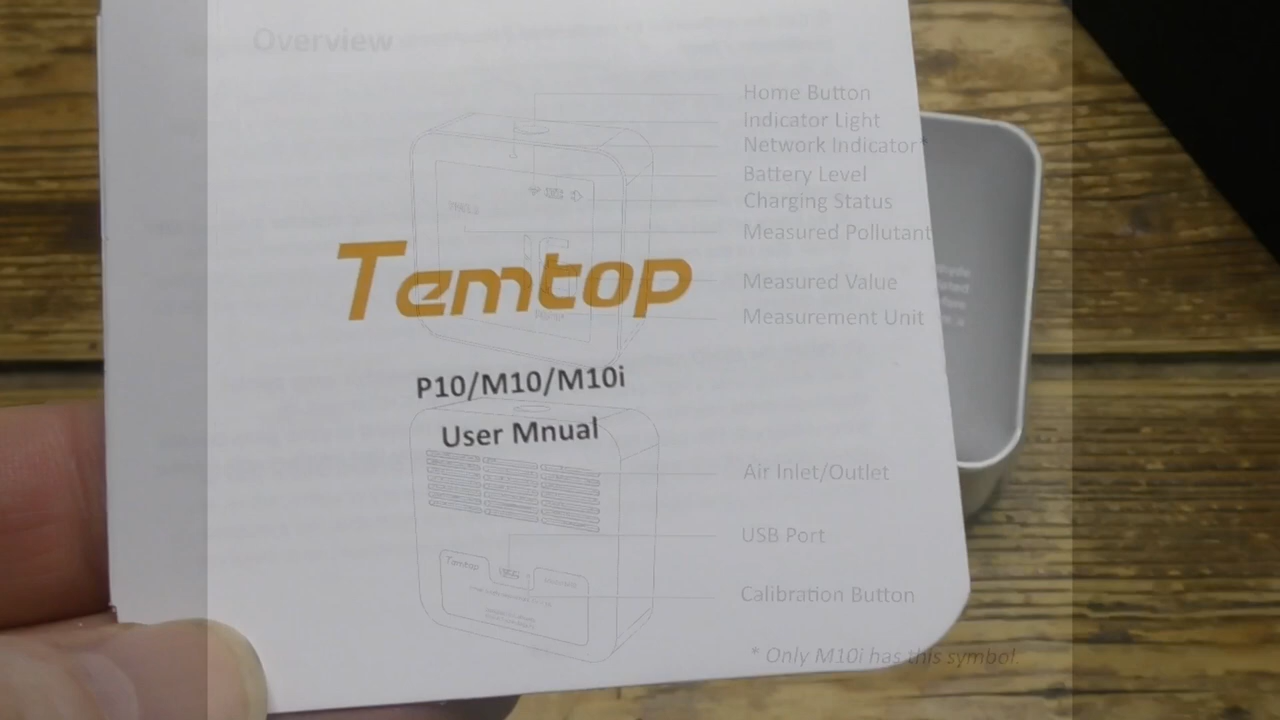 Overview
Home Button
Indicator Light
Network Indicator*
Battery Level
Charging Status
Measured Pollutant
Temtop
Measured Value
Measurement Unit
P10/M10/M10i
User Mnual
Air Inlet/Outlet
USB Port
Temtop
Calibration Button
* Only M10i has this symbol.